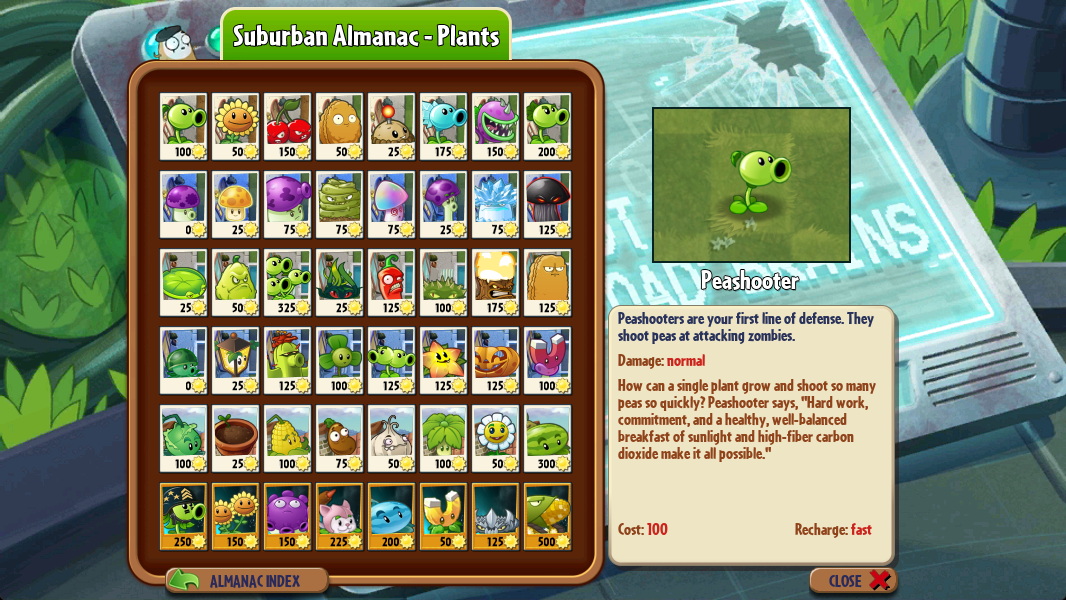 Suburban Almanac - Plants
100 50 150 50 25 175 150 200
0 25 75 75 75 25 75 125
25 50 325 25 125 100 175 125
0 25 125 100 125 125 125 100
100 25 100 75 50 100 50 300
250 150 150 225 200 50 125 500
ALMANAC INDEX
Peashooter
Peashooters are your first line of defense. They
shoot peas at attacking zombies.
Damage: normal
How can a single plant grow and shoot so many
peas so quickly? Peashooter says, "Hard work,
commitment, and a healthy, well-balanced
breakfast of sunlight and high-fiber carbon
dioxide make it all possible."
Cost: 100
Recharge: fast
CLOSE